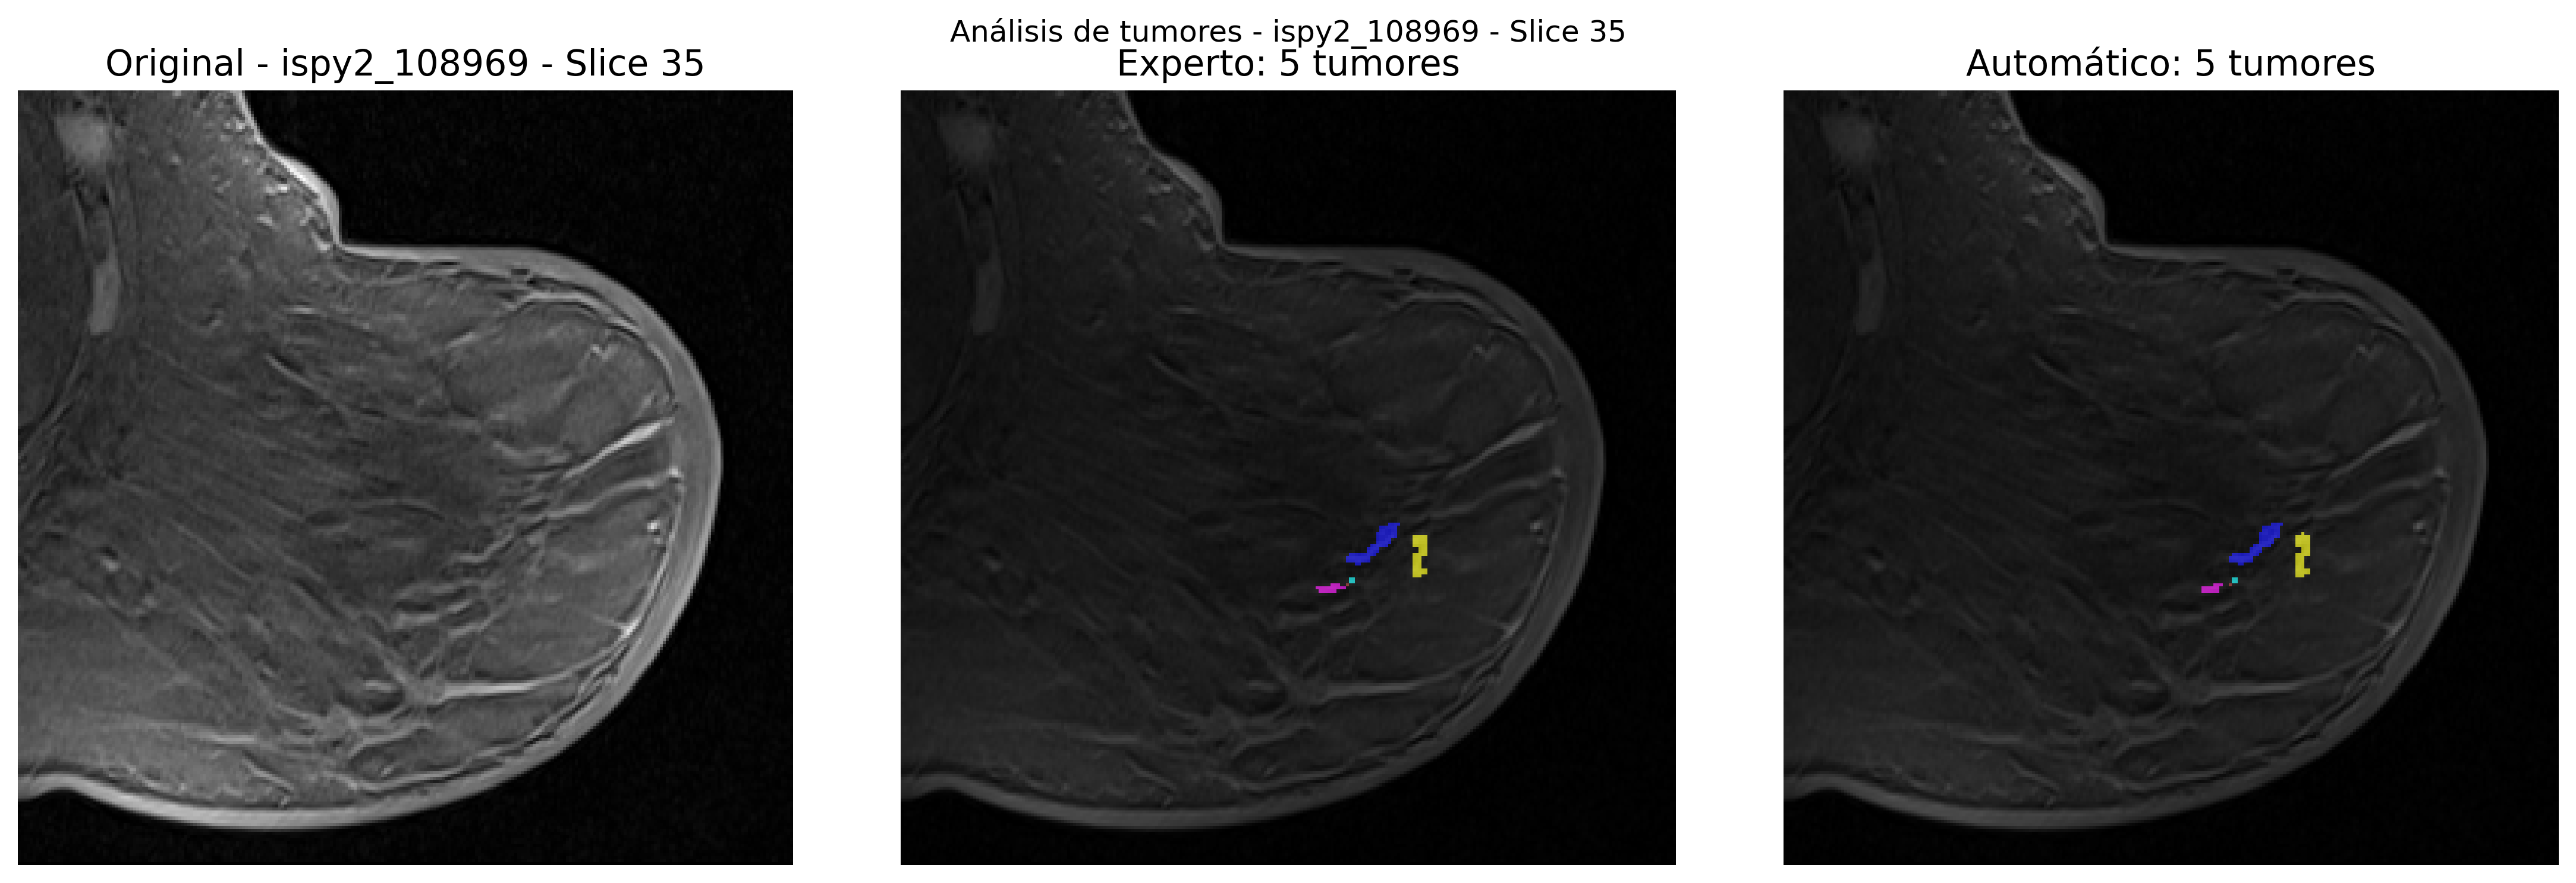 Análisis de tumores - ispy2_108969 - Slice 35
Original - ispy2_108969 - Slice 35
Experto: 5 tumores
Automático: 5 tumores